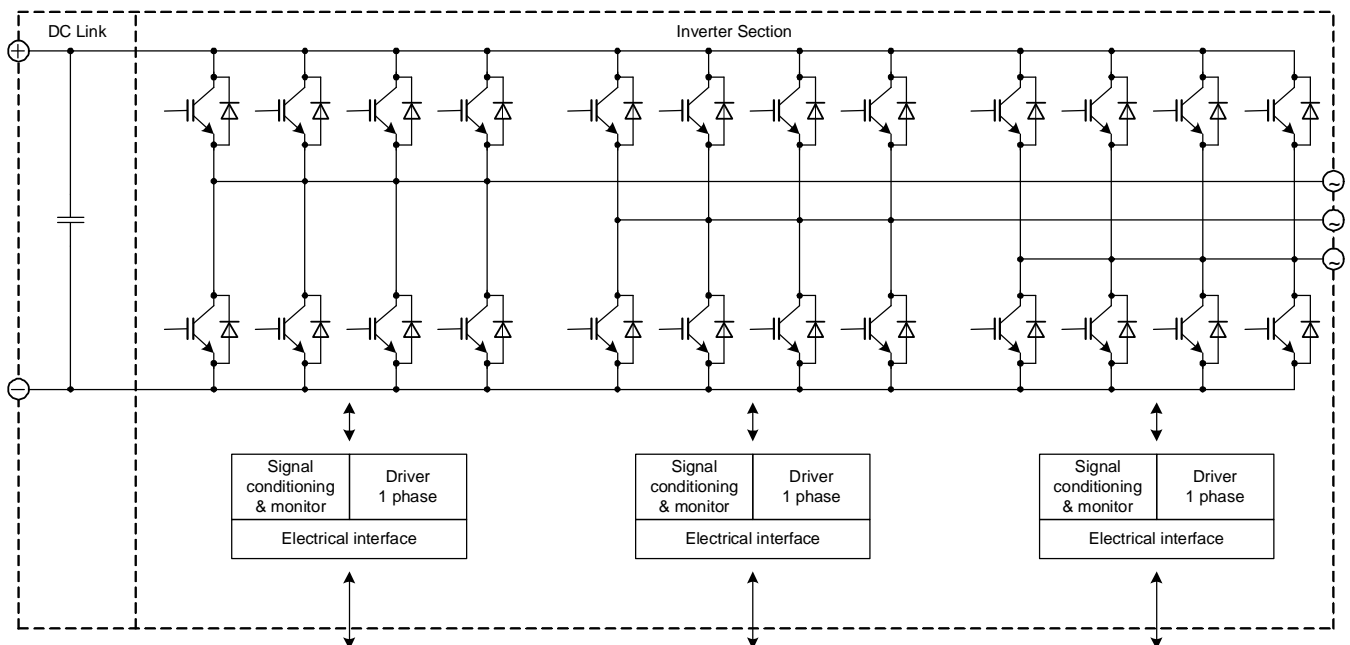 DC Link
Inverter Section
+
~
~
~
−
Signal
conditioning
& monitor
Driver
1 phase
Electrical interface
Signal
conditioning
& monitor
Driver
1 phase
Electrical interface
Signal
conditioning
& monitor
Driver
1 phase
Electrical interface